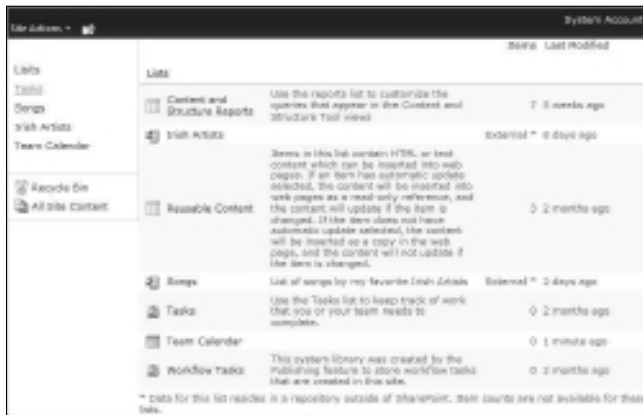 System Account
Site Actions
Items Last Modified
Lists
Tasks
Songs
Irish Artists
Team Calendar
Recycle Bin
All Site Content
Lists
Content and
Structure Reports
Use the reports list to customize the
queries that appear in the Content and
Structure Tool views
7 5 weeks ago
Irish Artists
External * 8 days ago
Reusable Content
Items in this list contain HTML or text
content which can be inserted into web
pages. If an item has automatic update
selected, the content will be inserted into
web pages as a read-only reference, and
the content will update if the item is
changed. If the item does not have
automatic update selected, the content
will be inserted as a copy in the web
page, and the content will not update if
the item is changed.
3 2 months ago
Songs
List of songs by my favorite Irish Artists
External * 2 days ago
Tasks
Use the Tasks list to keep track of work
that you or your team needs to
complete.
0 2 months ago
Team Calendar
0 1 minute ago
Workflow Tasks
This system library was created by the
Publishing feature to store workflow tasks
that are created in this site.
0 2 months ago
* Data for this list resides in a repository outside of SharePoint. Item counts are not available for these
lists.